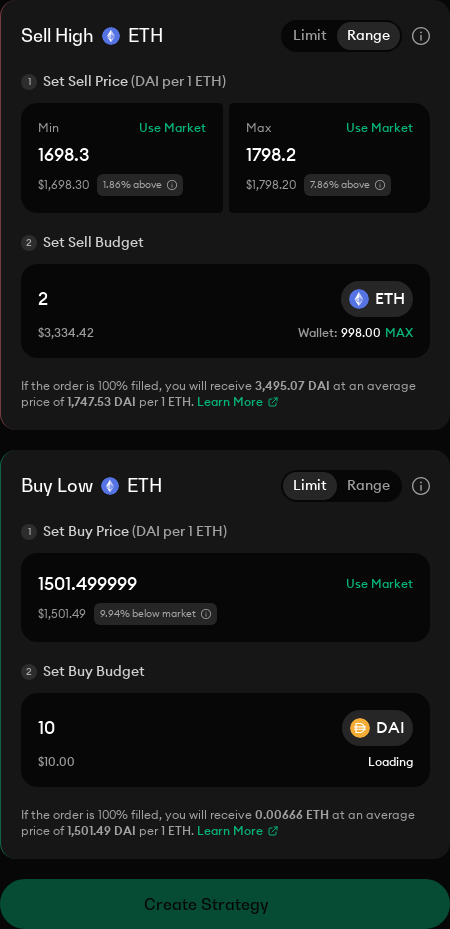 Sell High ETH
Limit Range
1 Set Sell Price (DAI per 1 ETH)
Min Use Market
1698.3
$1,698.30 1.86% above
Max Use Market
1798.2
$1,798.20 7.86% above
2 Set Sell Budget
2 ETH
$3,334.42 Wallet: 998.00 MAX
If the order is 100% filled, you will receive 3,495.07 DAI at an average
price of 1,747.53 DAI per 1 ETH. Learn More
Buy Low ETH
Limit Range
1 Set Buy Price (DAI per 1 ETH)
1501.499999 Use Market
$1,501.49 9.94% below market
2 Set Buy Budget
10 DAI
$10.00 Loading
If the order is 100% filled, you will receive 0.00666 ETH at an average
price of 1,501.49 DAI per 1 ETH. Learn More
Create Strategy